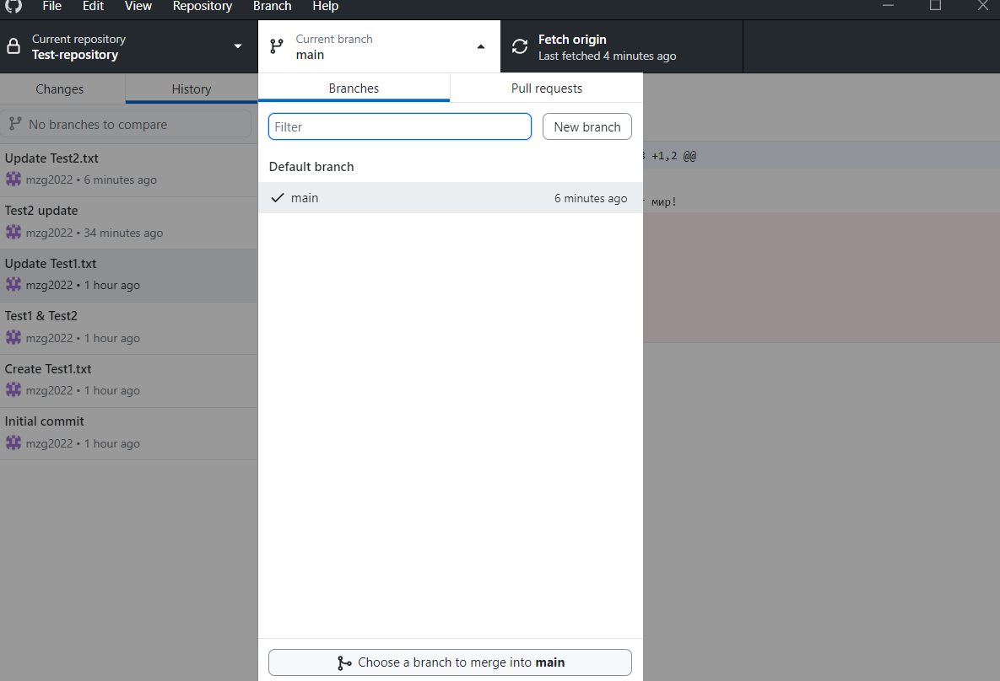 File Edit View Repository Branch Help
Current repository
Test-repository
Current branch
main
Fetch origin
Last fetched 4 minutes ago
Changes History
Branches Pull requests
No branches to compare
Filter
New branch
Update Test2.txt
mzg2022 • 6 minutes ago
Test2 update
mzg2022 • 34 minutes ago
Update Test1.txt
mzg2022 • 1 hour ago
Test1 & Test2
mzg2022 • 1 hour ago
Create Test1.txt
mzg2022 • 1 hour ago
Initial commit
mzg2022 • 1 hour ago
Default branch
main 6 minutes ago
+1,2 @@
мир!
Choose a branch to merge into main